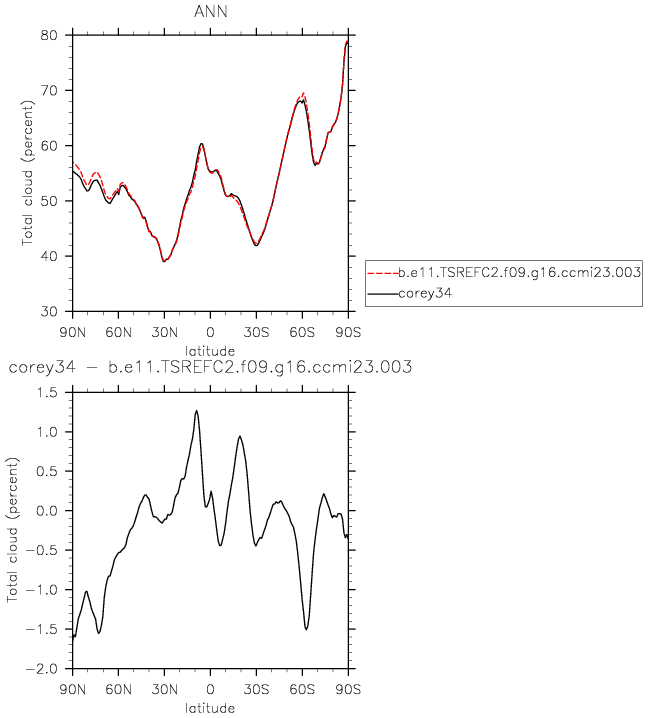 ANN
80
70
60
50
40
30
Total cloud (percent)
90N 60N 30N 0 30S 60S 90S
latitude
b.e11.TSREFC2.f09.g16.ccmi23.003
corey34
corey34 − b.e11.TSREFC2.f09.g16.ccmi23.003
1.5
1.0
0.5
0.0
−0.5
−1.0
−1.5
−2.0
Total cloud (percent)
90N 60N 30N 0 30S 60S 90S
latitude